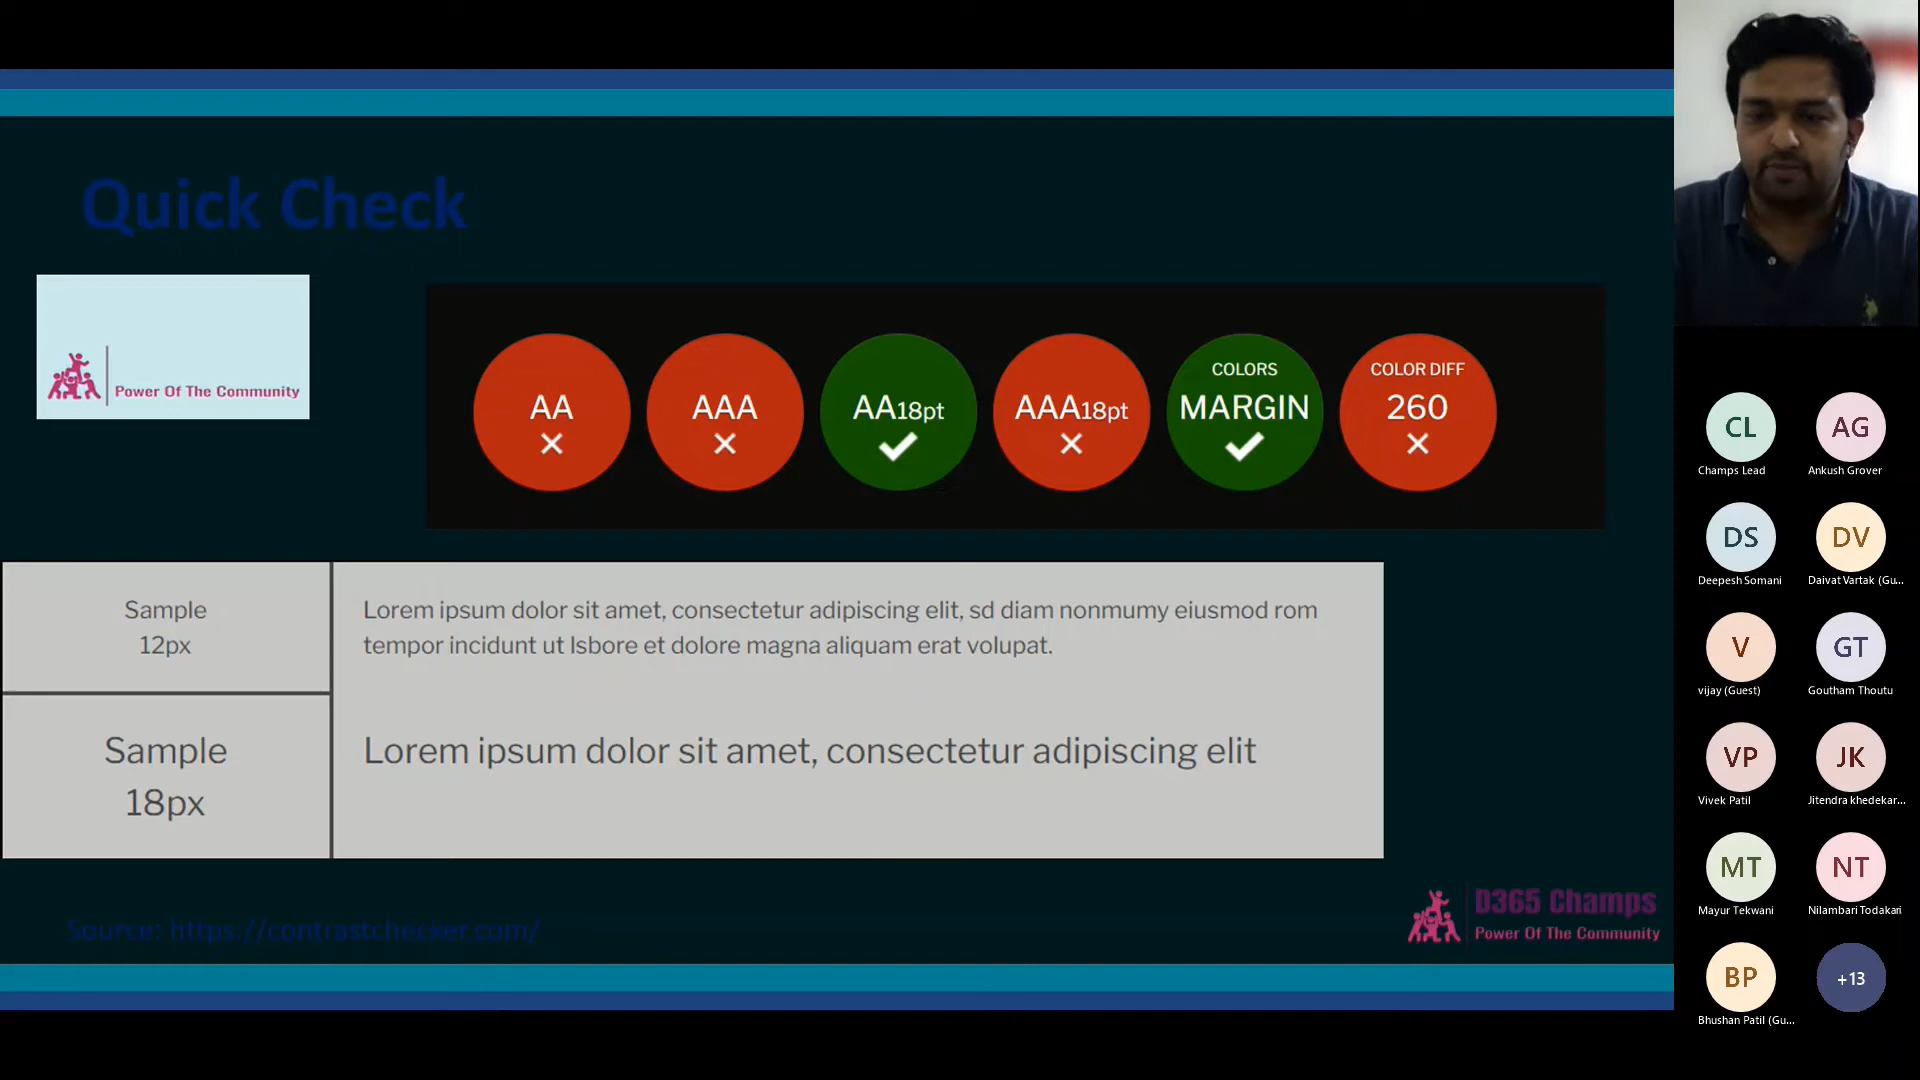 Quick Check
Power Of The Community
AA
AAA
AA18pt
AAA18pt
COLORS
MARGIN
COLOR DIFF
260
Sample
12px
Lorem ipsum dolor sit amet, consectetur adipiscing elit, sd diam nonmumy eiusmod rom
tempor incidunt ut lsbore et dolore magna aliquam erat volupat.
Sample
18px
Lorem ipsum dolor sit amet, consectetur adipiscing elit
Source: https://contrastchecker.com/
D365 Champs
Power Of The Community
CL
Champs Lead
AG
Ankush Grover
DS
Deepesh Somani
DV
Daivat Vartak (Gu...
V
vijay (Guest)
GT
Goutham Thoutu
VP
Vivek Patil
JK
Jitendra khedekar...
MT
Mayur Tekwani
NT
Nilambari Todakari
BP
Bhushan Patil (Gu...
+13